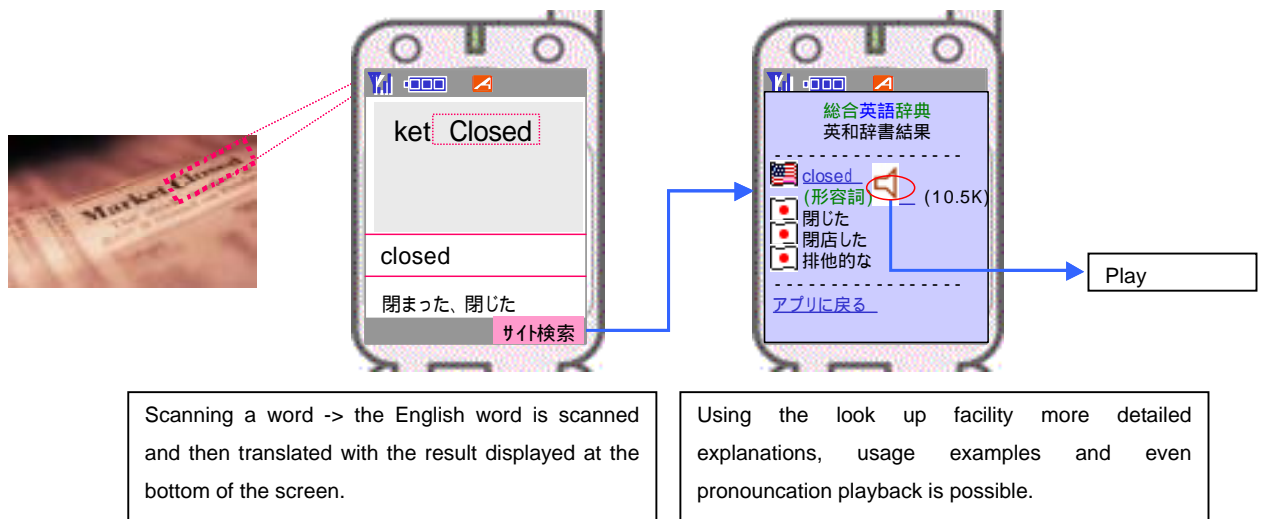 Market Closed
ket Closed
closed
閉まった、閉じた
サイト検索
総合英語辞典
英和辞書結果
closed
(形容詞) (10.5K)
閉じた
閉店した
排他的な
アプリに戻る
Play
Scanning a word -> the English word is scanned
and then translated with the result displayed at the
bottom of the screen.
Using the look up facility more detailed
explanations, usage examples and even
pronouncation playback is possible.